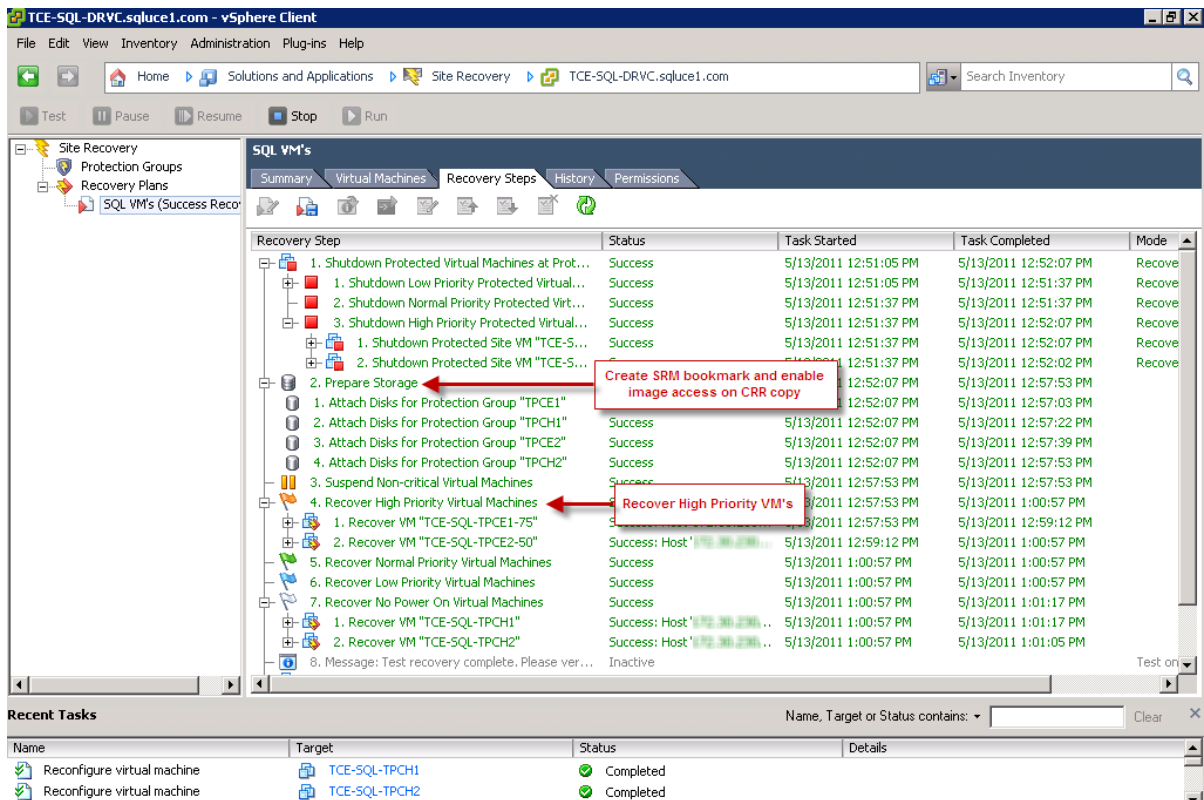 TCE-SQL-DRVC.sqluce1.com - vSphere Client
File Edit View Inventory Administration Plug-ins Help
Home Solutions and Applications Site Recovery TCE-SQL-DRVC.sqluce1.com Search Inventory
Test Pause Resume Stop Run
Site Recovery
Protection Groups
Recovery Plans
SQL VM's (Success Reco
SQL VM's
Summary Virtual Machines Recovery Steps History Permissions
Recovery Step Status Task Started Task Completed Mode
1. Shutdown Protected Virtual Machines at Prot... Success 5/13/2011 12:51:05 PM 5/13/2011 12:52:07 PM Recove
1. Shutdown Low Priority Protected Virtual... Success 5/13/2011 12:51:05 PM 5/13/2011 12:51:37 PM Recove
2. Shutdown Normal Priority Protected Virt... Success 5/13/2011 12:51:37 PM 5/13/2011 12:51:37 PM Recove
3. Shutdown High Priority Protected Virtual... Success 5/13/2011 12:51:37 PM 5/13/2011 12:52:07 PM Recove
1. Shutdown Protected Site VM "TCE-S... Success 5/13/2011 12:51:37 PM 5/13/2011 12:52:07 PM Recove
2. Shutdown Protected Site VM "TCE-S... 12:51:37 PM 5/13/2011 12:52:02 PM Recove
Create SRM bookmark and enable
image access on CRR copy
2. Prepare Storage 12:52:07 PM 5/13/2011 12:57:53 PM
1. Attach Disks for Protection Group "TPCE1" 12:52:07 PM 5/13/2011 12:57:03 PM
2. Attach Disks for Protection Group "TPCH1" Success 5/13/2011 12:52:07 PM 5/13/2011 12:57:22 PM
3. Attach Disks for Protection Group "TPCE2" Success 5/13/2011 12:52:07 PM 5/13/2011 12:57:39 PM
4. Attach Disks for Protection Group "TPCH2" Success 5/13/2011 12:52:07 PM 5/13/2011 12:57:53 PM
3. Suspend Non-critical Virtual Machines Success 5/13/2011 12:57:53 PM 5/13/2011 12:57:53 PM
4. Recover High Priority Virtual Machines 12:57:53 PM 5/13/2011 1:00:57 PM
Recover High Priority VM's
1. Recover VM "TCE-SQL-TPCE1-75" 12:57:53 PM 5/13/2011 12:59:12 PM
2. Recover VM "TCE-SQL-TPCE2-50" Success: Host ' ... 5/13/2011 12:59:12 PM 5/13/2011 1:00:57 PM
5. Recover Normal Priority Virtual Machines Success 5/13/2011 1:00:57 PM 5/13/2011 1:00:57 PM
6. Recover Low Priority Virtual Machines Success 5/13/2011 1:00:57 PM 5/13/2011 1:00:57 PM
7. Recover No Power On Virtual Machines Success 5/13/2011 1:00:57 PM 5/13/2011 1:01:17 PM
1. Recover VM "TCE-SQL-TPCH1" Success: Host ' ... 5/13/2011 1:00:57 PM 5/13/2011 1:01:17 PM
2. Recover VM "TCE-SQL-TPCH2" Success: Host ' ... 5/13/2011 1:00:57 PM 5/13/2011 1:01:05 PM
8. Message: Test recovery complete. Please ver... Inactive Test on
Recent Tasks Name, Target or Status contains: Clear
Name Target Status Details
Reconfigure virtual machine TCE-SQL-TPCH1 Completed
Reconfigure virtual machine TCE-SQL-TPCH2 Completed